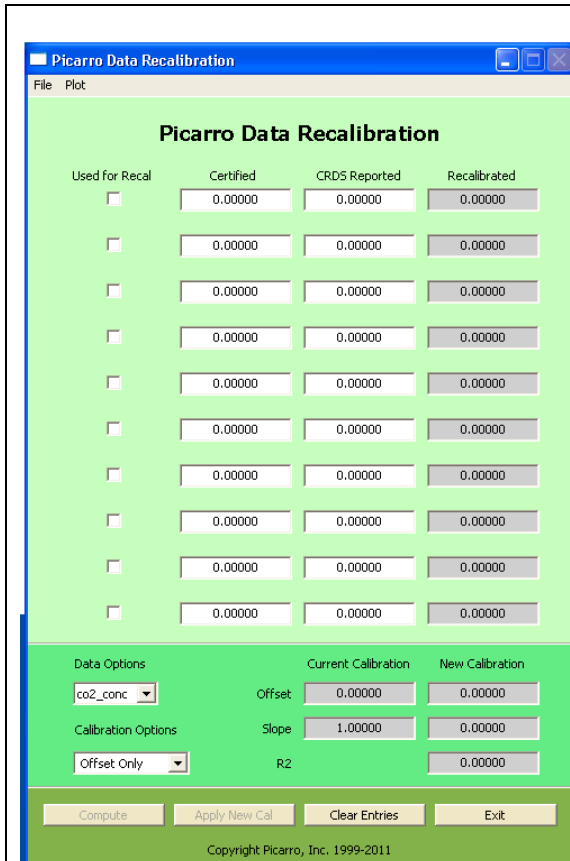 Picarro Data Recalibration
File Plot
Picarro Data Recalibration
Used for Recal Certified CRDS Reported Recalibrated
0.00000 0.00000 0.00000
0.00000 0.00000 0.00000
0.00000 0.00000 0.00000
0.00000 0.00000 0.00000
0.00000 0.00000 0.00000
0.00000 0.00000 0.00000
0.00000 0.00000 0.00000
0.00000 0.00000 0.00000
0.00000 0.00000 0.00000
0.00000 0.00000 0.00000
Data Options Current Calibration New Calibration
co2_conc Offset 0.00000 0.00000
Calibration Options Slope 1.00000 0.00000
Offset Only R2 0.00000
Compute Apply New Cal Clear Entries Exit
Copyright Picarro, Inc. 1999-2011